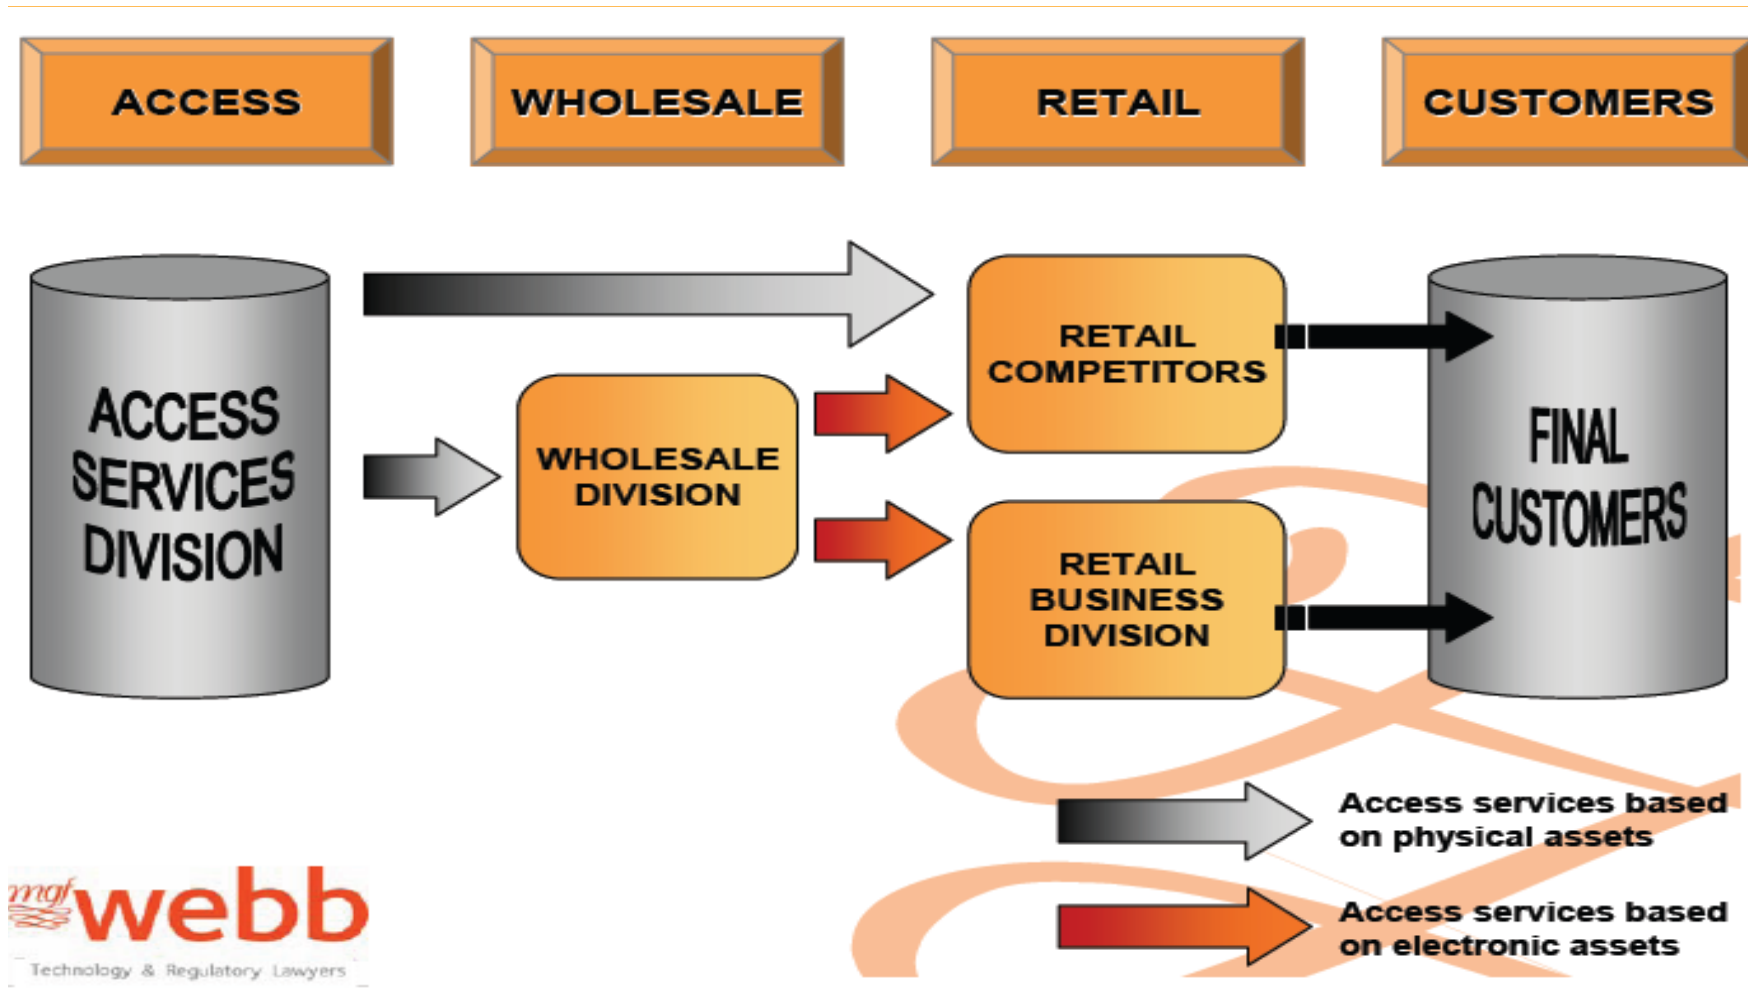 ACCESS
WHOLESALE
RETAIL
CUSTOMERS
ACCESS
SERVICES
DIVISION
WHOLESALE
DIVISION
RETAIL
COMPETITORS
RETAIL
BUSINESS
DIVISION
FINAL
CUSTOMERS
Access services based
on physical assets
Access services based
on electronic assets
mgf webb
Technology & Regulatory Lawyers